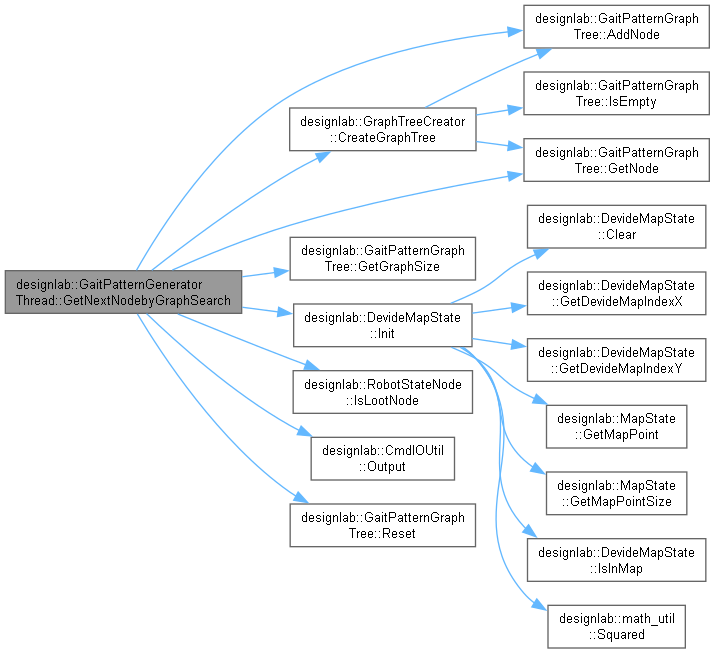 designlab::GaitPatternGenerator
Thread::GetNextNodebyGraphSearch
designlab::GraphTreeCreator
::CreateGraphTree
designlab::GaitPatternGraph
Tree::GetGraphSize
designlab::DevideMapState
::Init
designlab::RobotStateNode
::IsLootNode
designlab::CmdIOUtil
::Output
designlab::GaitPatternGraph
Tree::Reset
designlab::GaitPatternGraph
Tree::AddNode
designlab::GaitPatternGraph
Tree::IsEmpty
designlab::GaitPatternGraph
Tree::GetNode
designlab::DevideMapState
::Clear
designlab::DevideMapState
::GetDevideMapIndexX
designlab::DevideMapState
::GetDevideMapIndexY
designlab::MapState
::GetMapPoint
designlab::MapState
::GetMapPointSize
designlab::DevideMapState
::IsInMap
designlab::math_util
::Squared